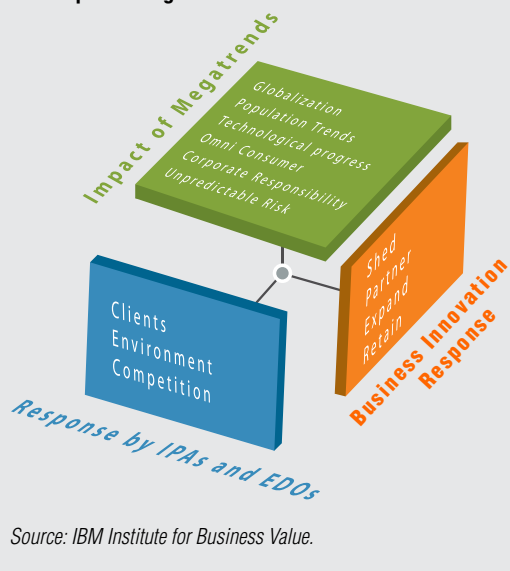 Impact of Megatrends
Globalization
Population Trends
Technological progress
Omni Consumer
Corporate Responsibility
Unpredictable Risk
Shed
Partner
Expand
Retain
Business Innovation
Response
Clients
Environment
Competition
Response by IPAs and EDOs
Source: IBM Institute for Business Value.